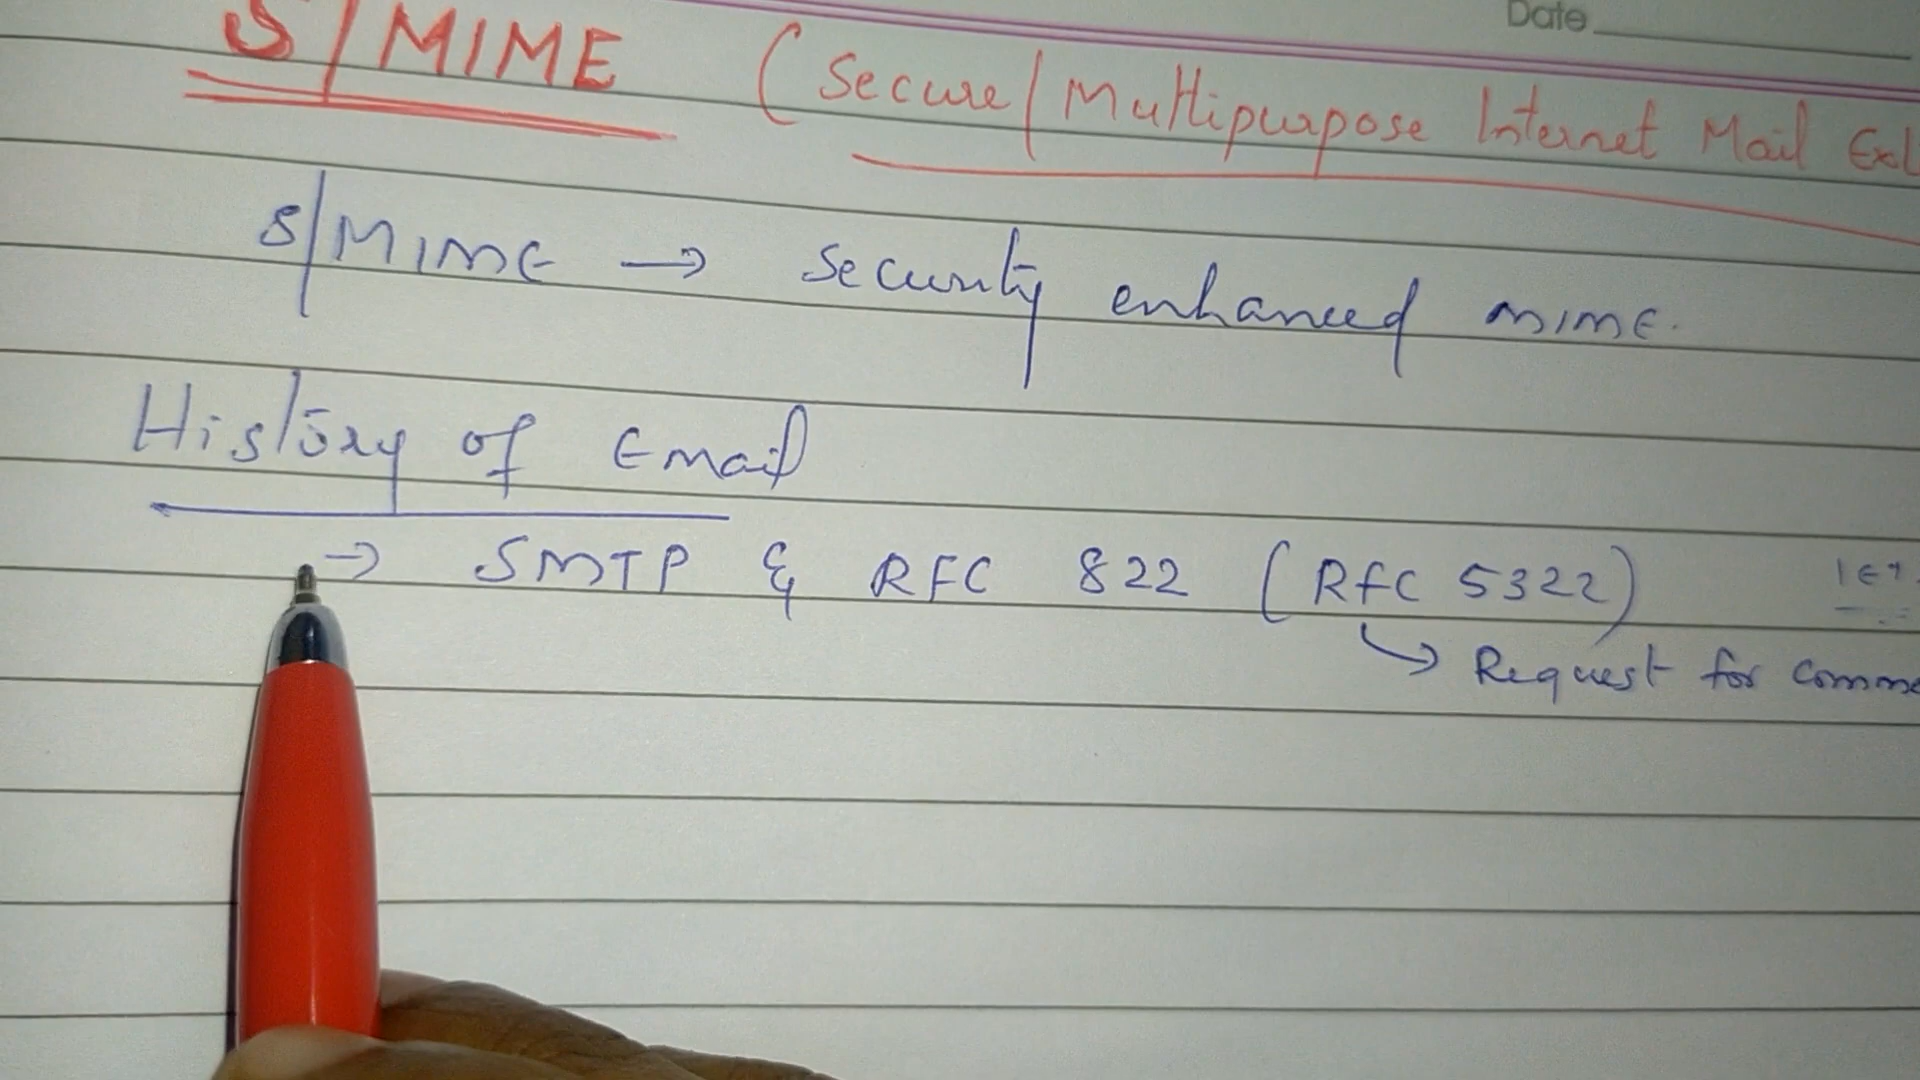 Date
S/MIME (Secure/Multipurpose Internet Mail
S/MIME → Security enhanced MIME.
History of Email
→ SMTP & RFC 822 (RFC 5322)
↳ Request for